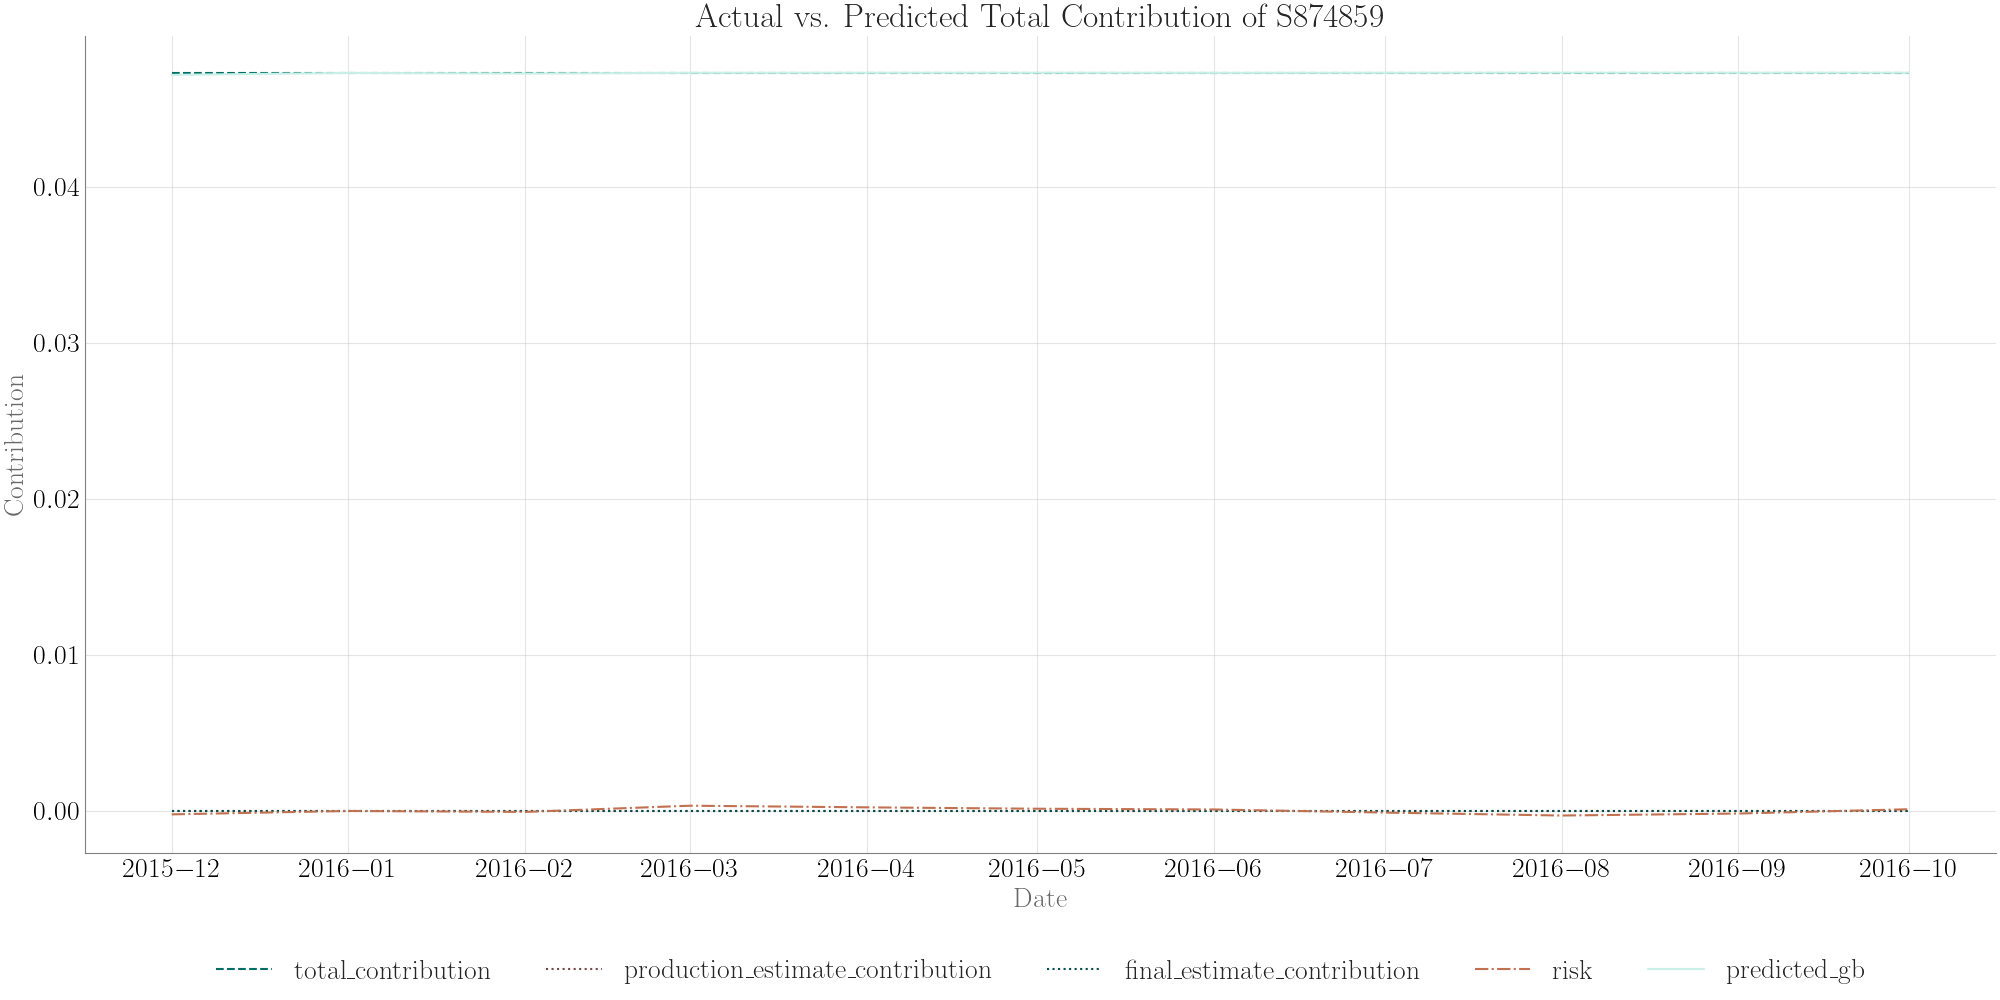 Actual vs. Predicted Total Contribution of S874859
Contribution
0.04
0.03
0.02
0.01
0.00
2015–12 2016–01 2016–02 2016–03 2016–04 2016–05 2016–06 2016–07 2016–08 2016–09 2016–10
Date
total_contribution production_estimate_contribution final_estimate_contribution risk predicted_gb